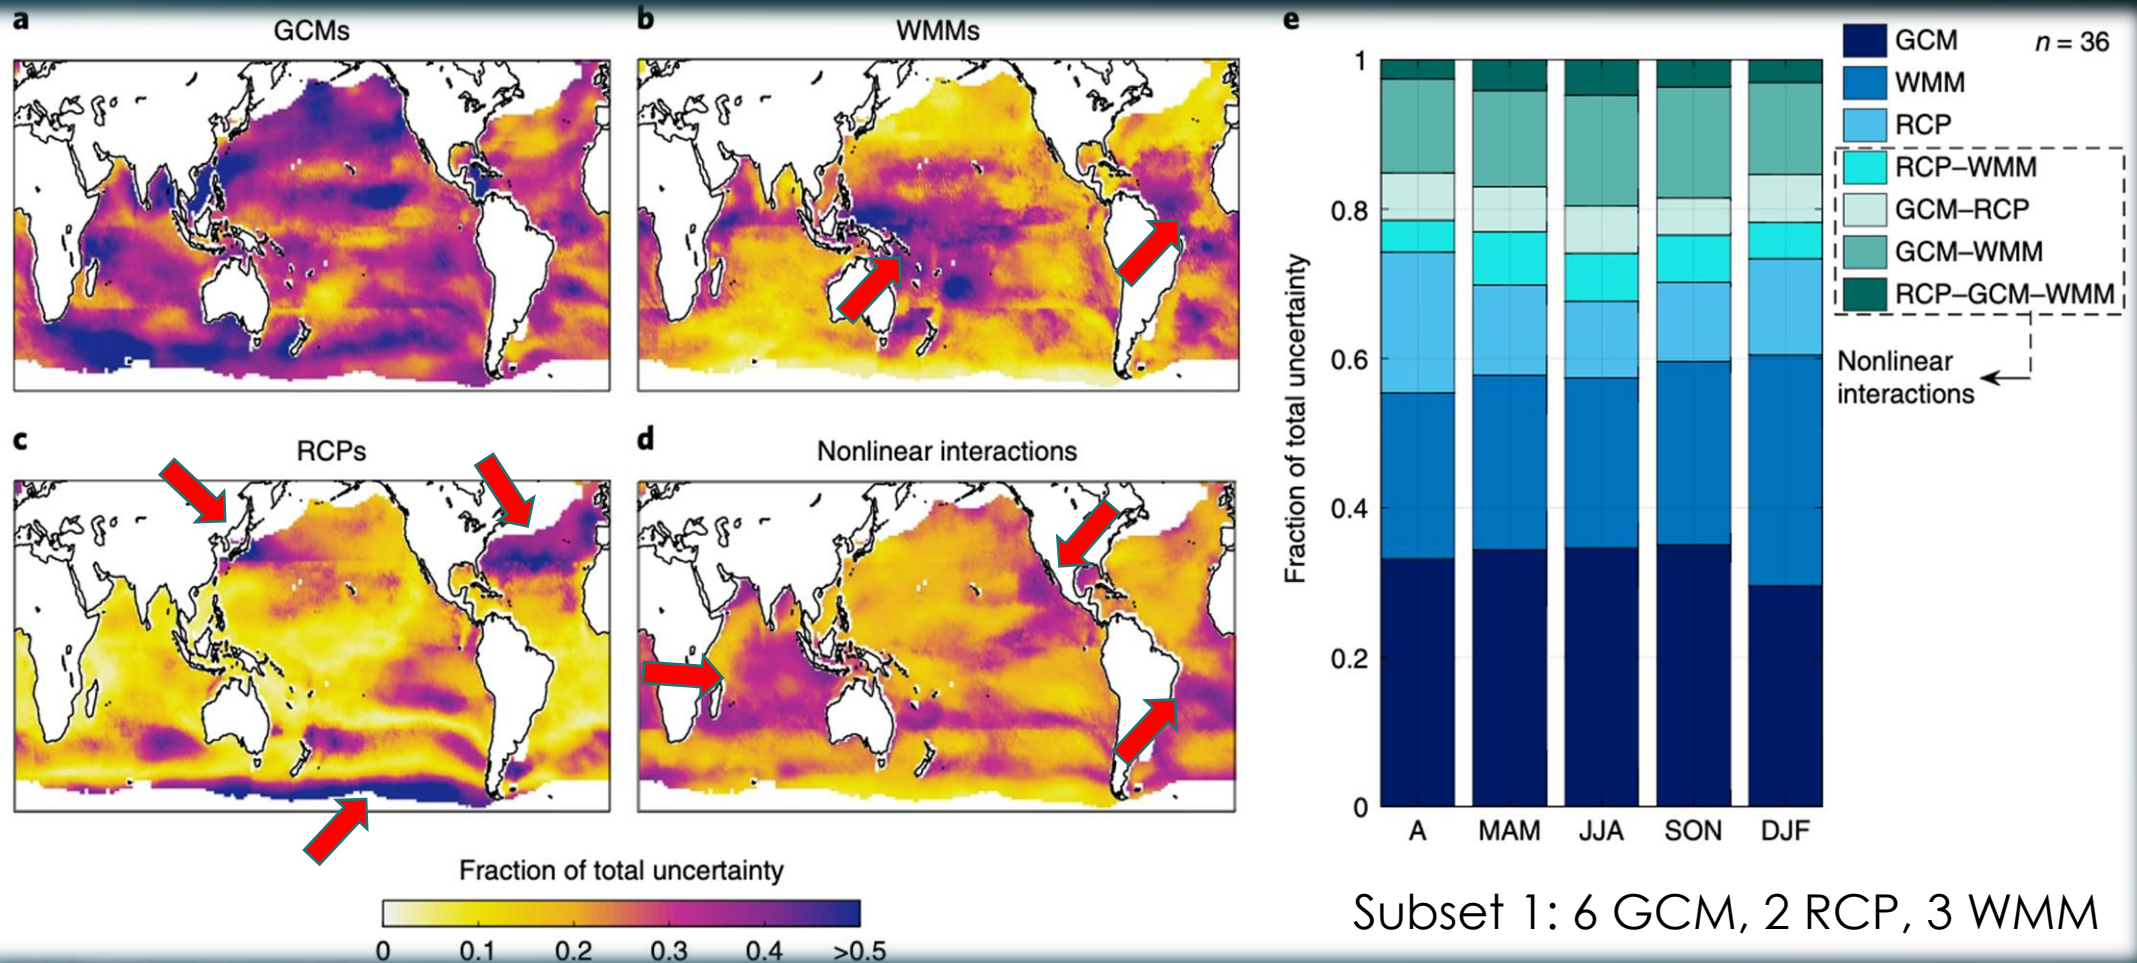 a
GCMs
b
WMMs
c
RCPs
d
Nonlinear interactions
Fraction of total uncertainty
0
0.1
0.2
0.3
0.4
>0.5
e
Fraction of total uncertainty
1
0.8
0.6
0.4
0.2
0
A
MAM
JJA
SON
DJF
n = 36
GCM
WMM
RCP
RCP–WMM
GCM–RCP
GCM–WMM
RCP–GCM–WMM
Nonlinear
interactions
Subset 1: 6 GCM, 2 RCP, 3 WMM